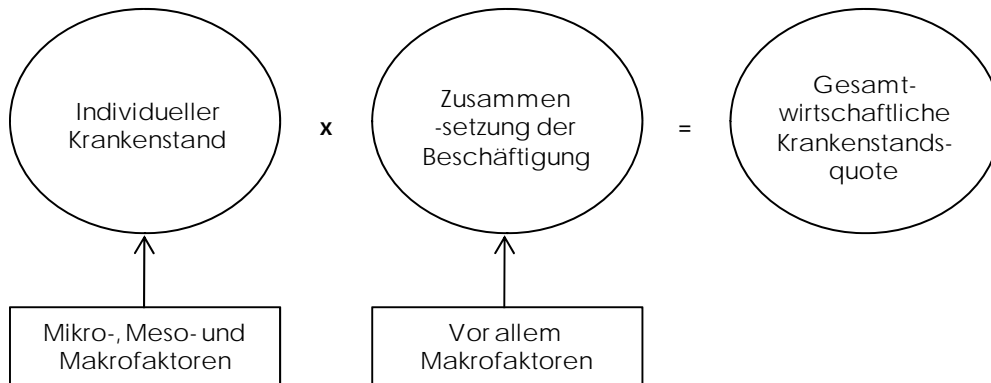 Individueller
Krankenstand
x
Zusammen
-setzung der
Beschäftigung
=
Gesamt-
wirtschaftliche
Krankenstands-
quote
Mikro-, Meso- und
Makrofaktoren
Vor allem
Makrofaktoren